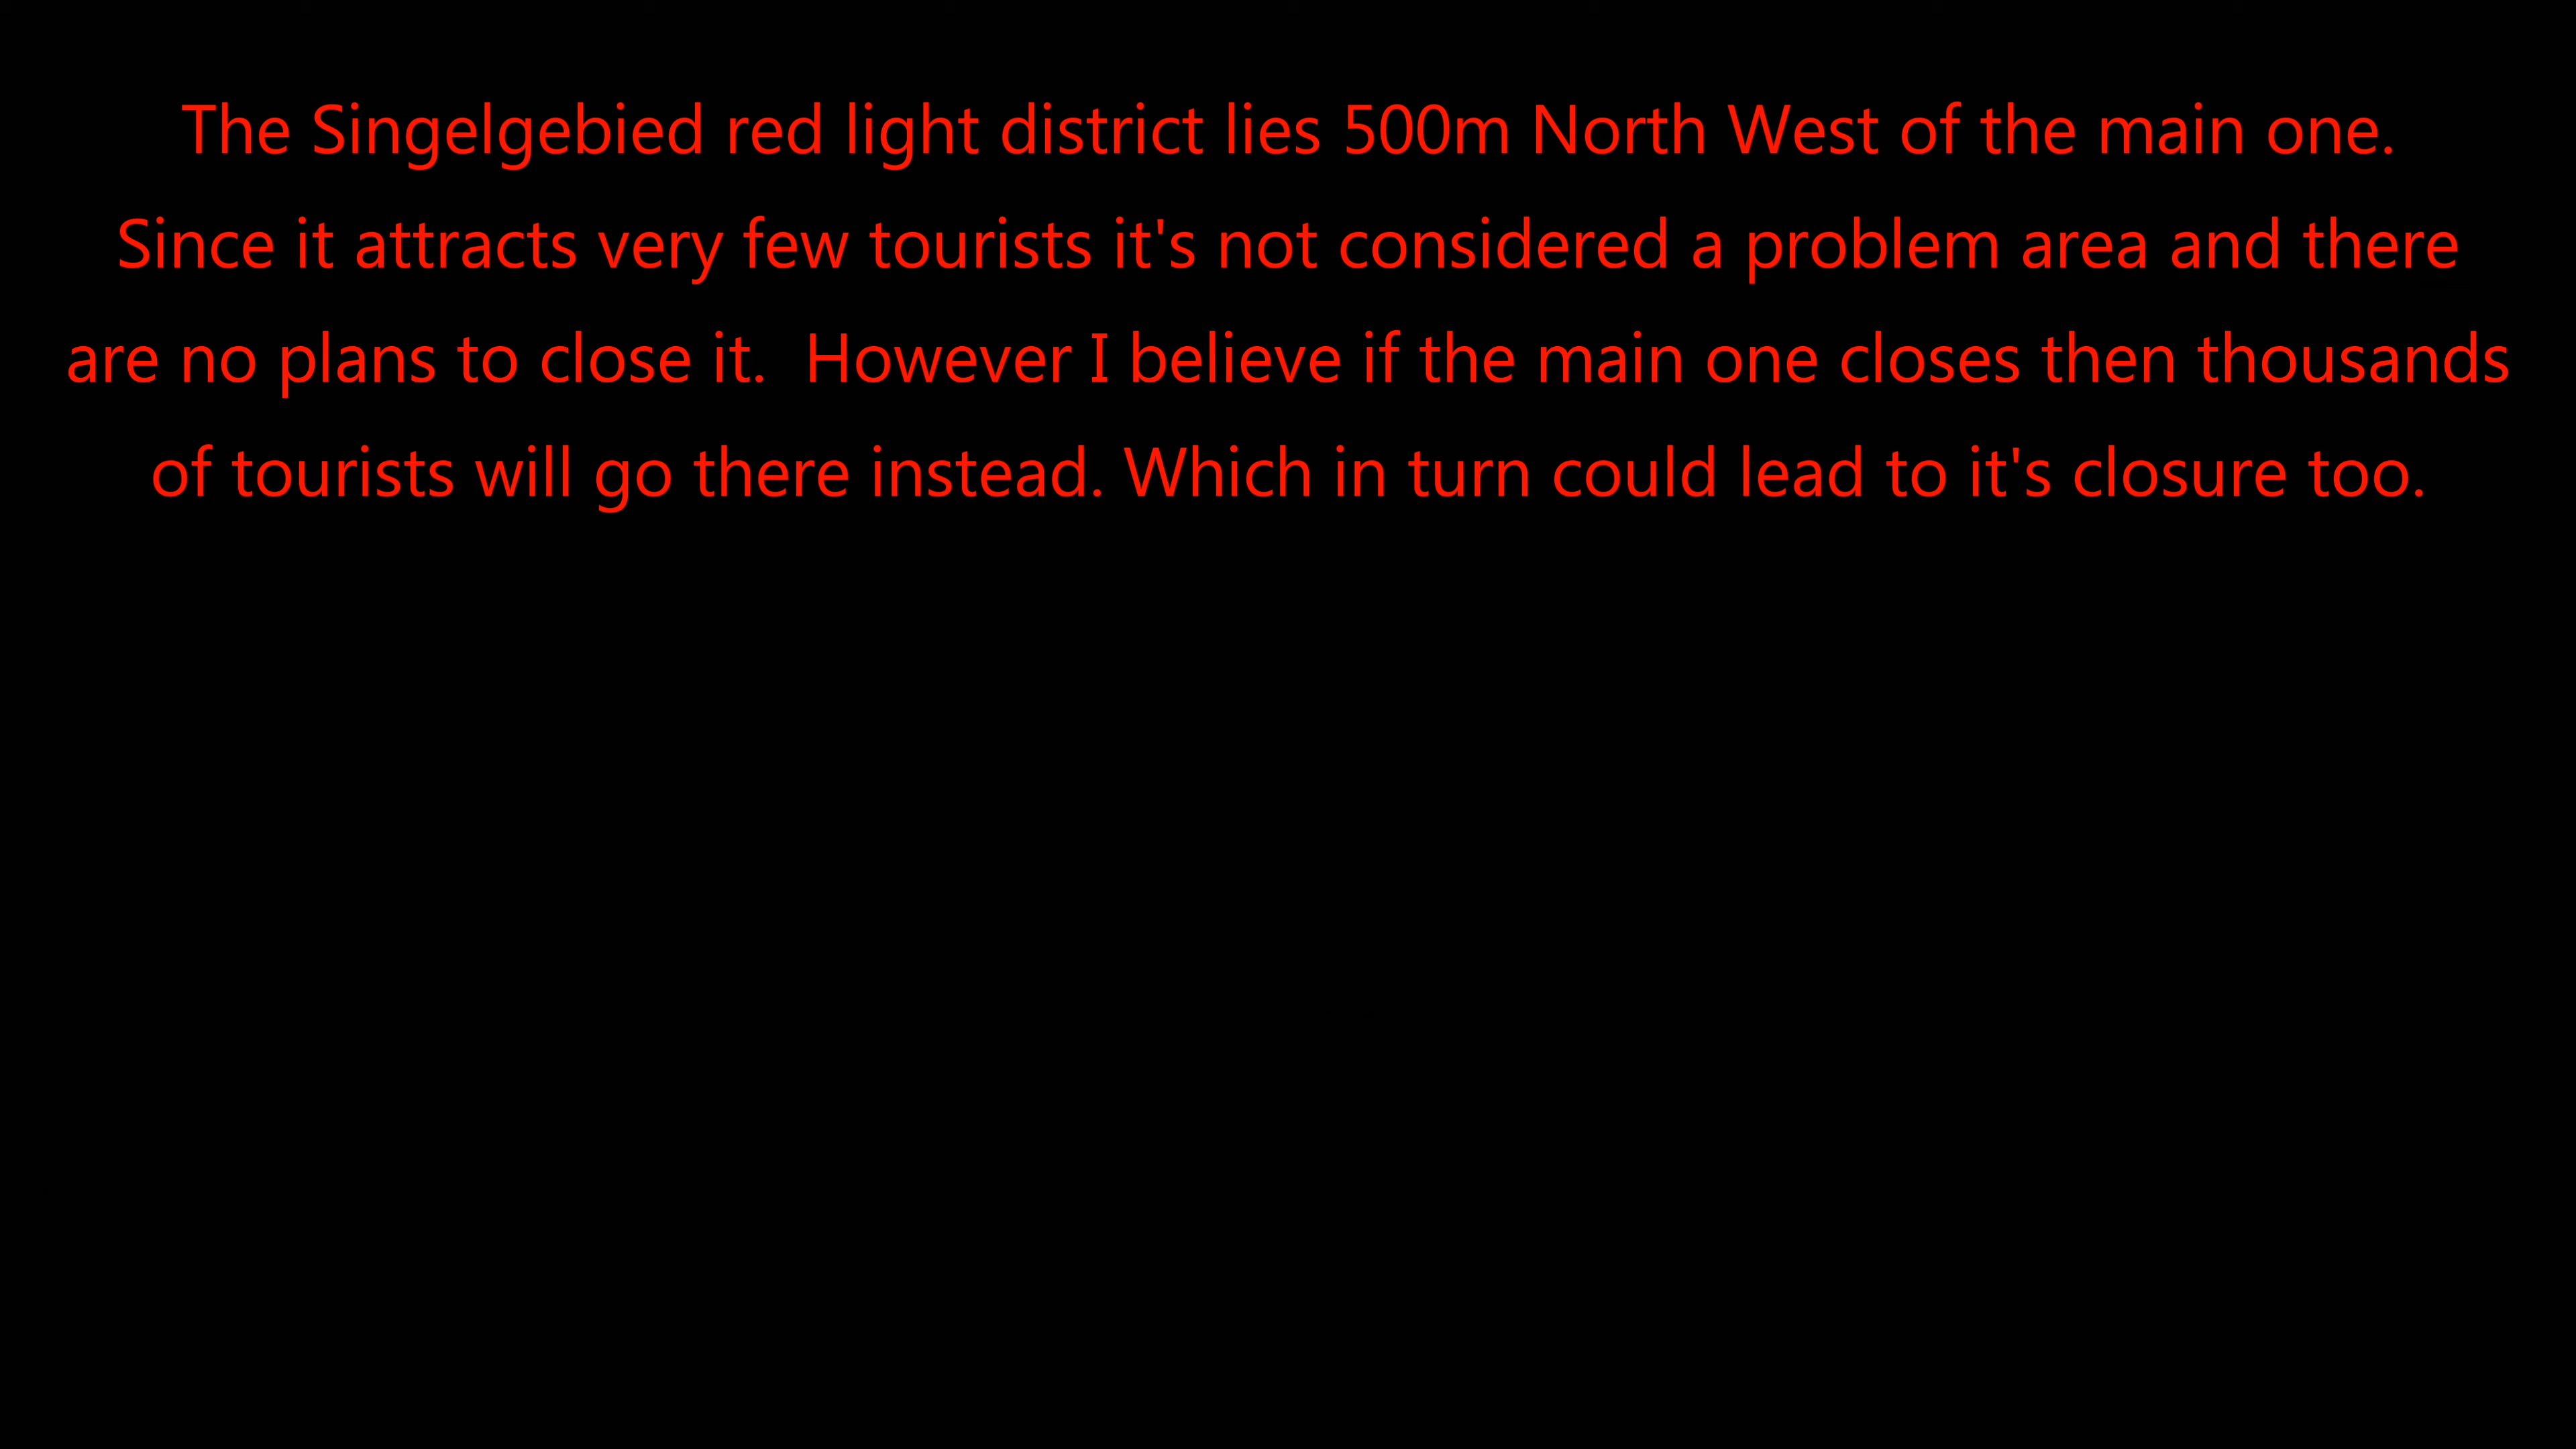 The Singelgebied red light district lies 500m North West of the main one.
Since it attracts very few tourists it's not considered a problem area and there
are no plans to close it.  However I believe if the main one closes then thousands
of tourists will go there instead. Which in turn could lead to it's closure too.